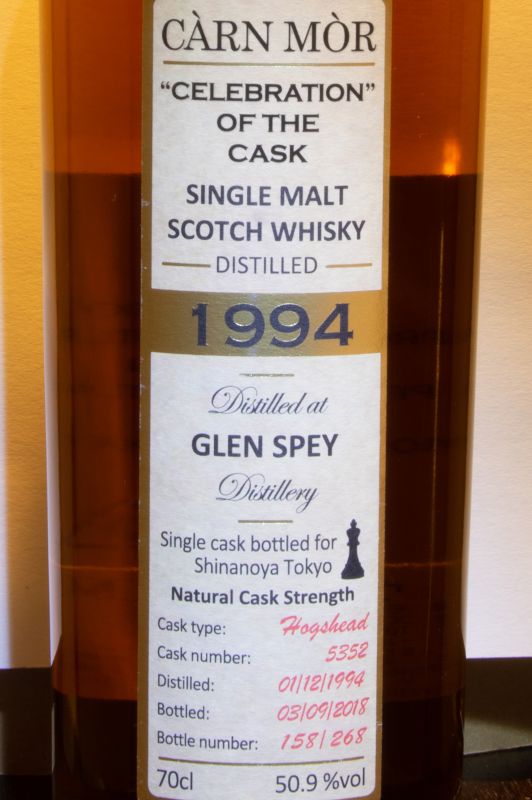 CÀRN MÒR
“CELEBRATION”
OF THE
CASK
SINGLE MALT
SCOTCH WHISKY
DISTILLED
1994
Distilled at
GLEN SPEY
Distillery
Single cask bottled for
Shinanoya Tokyo
Natural Cask Strength
Cask type: Hogshead
Cask number: 5352
Distilled: 01/12/1994
Bottled: 03/09/2018
Bottle number: 158/268
70cl 50.9 %vol